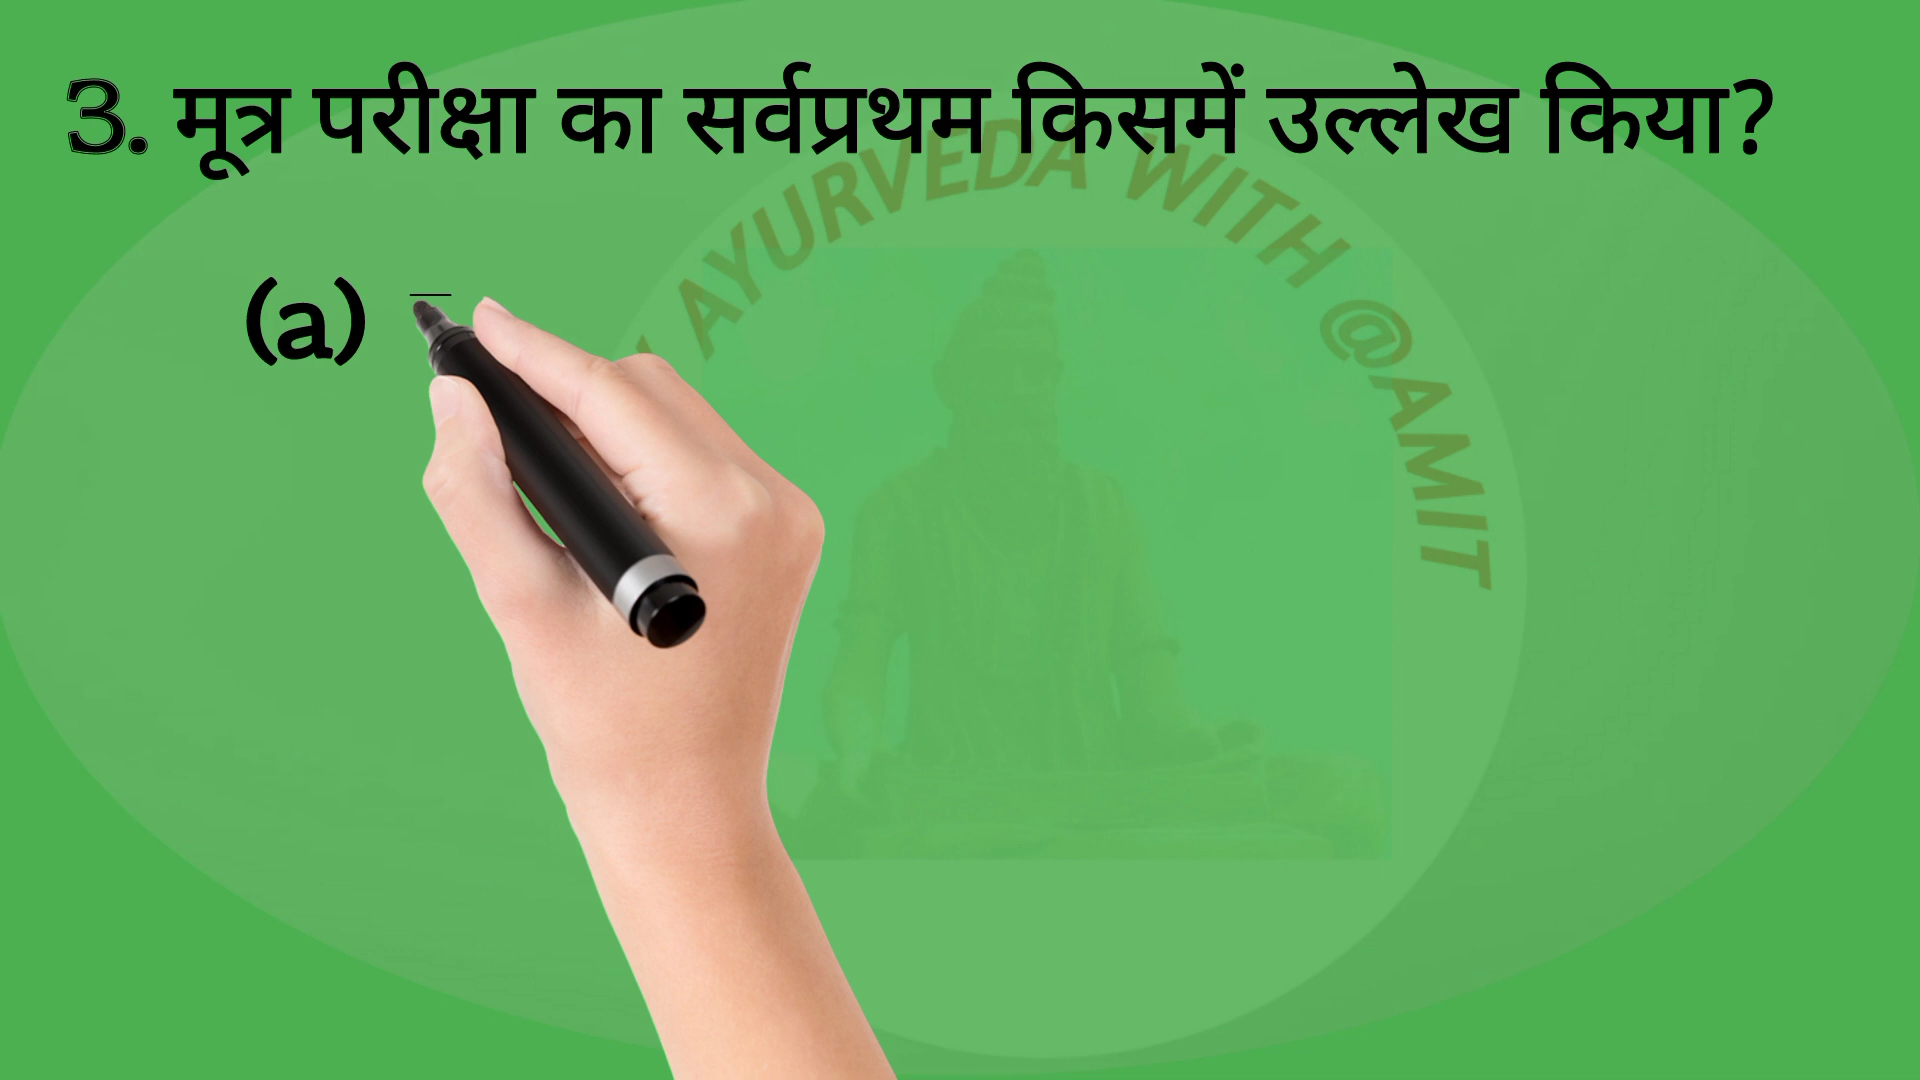 3. मूत्र परीक्षा का सर्वप्रथम किसमें उल्लेख किया?
AYURVEDA WITH @AMIT
(a)